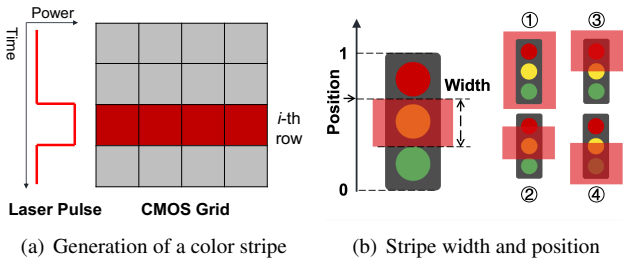 Power
Time
i-th
row
Laser Pulse
CMOS Grid
(a) Generation of a color stripe
1
Position
0
Width
①
③
②
④
(b) Stripe width and position